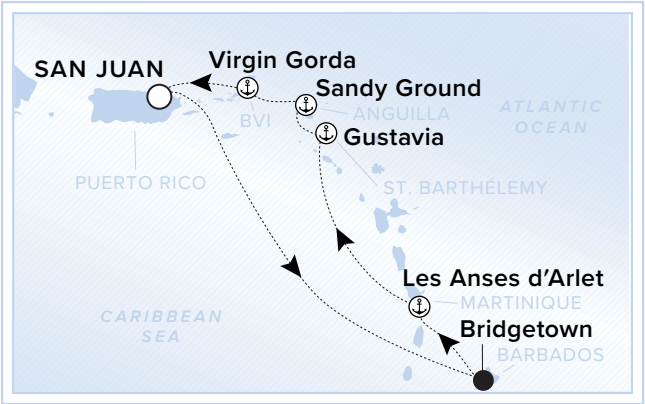 Virgin Gorda
SAN JUAN
Sandy Ground
ANGUILLA
ATLANTIC
OCEAN
BVI
Gustavia
PUERTO RICO
ST. BARTHÉLEMY
Les Anses d’Arlet
MARTINIQUE
CARIBBEAN
SEA
Bridgetown
BARBADOS